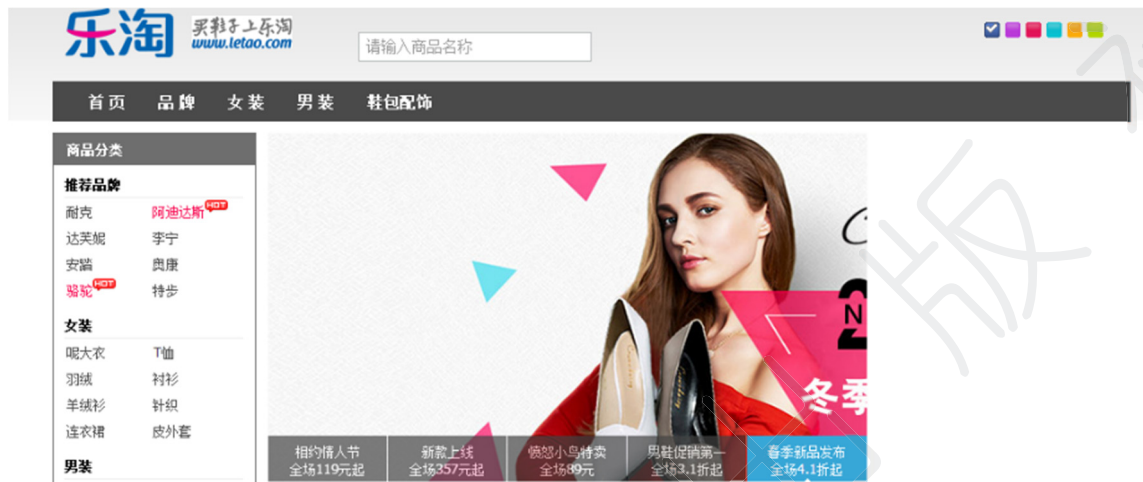 乐淘
买鞋子上乐淘
www.letao.com
请输入商品名称
首页 品牌 女装 男装 鞋包配饰
商品分类
推荐品牌
耐克 阿迪达斯 HOT
达芙妮 李宁
安踏 奥康
骆驼 HOT 特步
女装
呢大衣 T恤
羽绒 衬衫
羊绒衫 针织
连衣裙 皮外套
男装
冬季
相约情人节
全场119元起
新款上线
全场357元起
愤怒小鸟特卖
全场89元
男鞋促销第一
全场3.1折起
春季新品发布
全场4.1折起
版